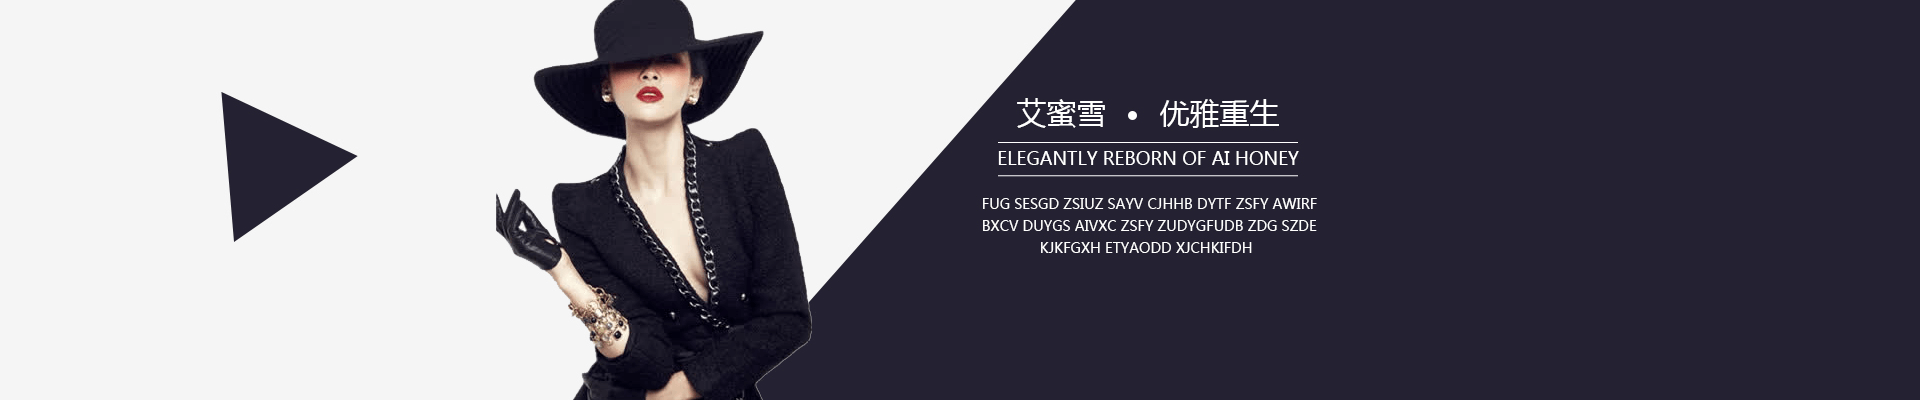 艾蜜雪 • 优雅重生
ELEGANTLY REBORN OF AI HONEY
FUG SESGD ZSIUZ SAYV CJHHB DYTF ZSFY AWIRF
BXCV DUYGS AIVXC ZSFY ZUDYGFUDB ZDG SZDE
KJKFGXH ETYAODD XJCHKIFDH